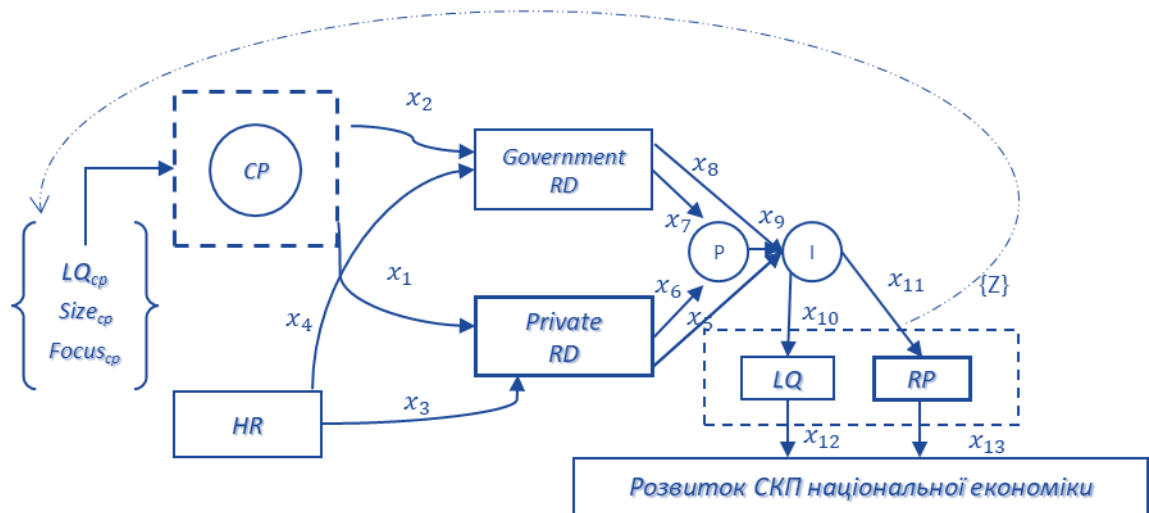 x₂
CP
Government
RD
x₈
x₇
x₉
P
I
LQcp
Sizecp
Focuscp
x₄
x₁
x₆
x₅
x₁₁
{Z}
x₁₀
Private
RD
LQ
RP
HR
x₃
x₁₂
x₁₃
Розвиток СКП національної економіки